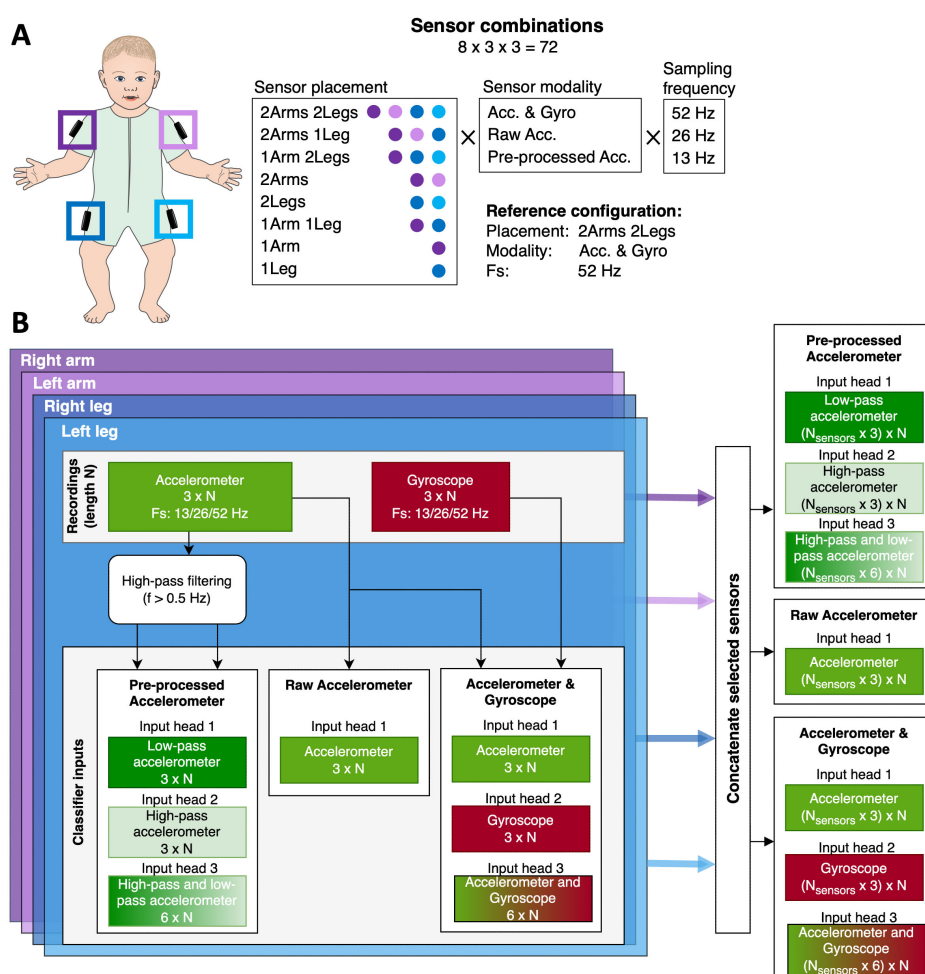 A
Sensor combinations
8 x 3 x 3 = 72
Sensor placement
2Arms 2Legs
2Arms 1Leg
1Arm 2Legs
2Arms
2Legs
1Arm 1Leg
1Arm
1Leg
×
Sensor modality
Acc. & Gyro
Raw Acc.
Pre-processed Acc.
×
Sampling
frequency
52 Hz
26 Hz
13 Hz
Reference configuration:
Placement: 2Arms 2Legs
Modality: Acc. & Gyro
Fs: 52 Hz
B
Right arm
Left arm
Right leg
Left leg
Recordings
(length N)
Accelerometer
3 x N
Fs: 13/26/52 Hz
Gyroscope
3 x N
Fs: 13/26/52 Hz
High-pass filtering
(f > 0.5 Hz)
Classifier inputs
Pre-processed
Accelerometer
Input head 1
Low-pass
accelerometer
3 x N
Input head 2
High-pass
accelerometer
3 x N
Input head 3
High-pass and low-
pass accelerometer
6 x N
Raw Accelerometer
Input head 1
Accelerometer
3 x N
Accelerometer &
Gyroscope
Input head 1
Accelerometer
3 x N
Input head 2
Gyroscope
3 x N
Input head 3
Accelerometer and
Gyroscope
6 x N
Concatenate selected sensors
Pre-processed
Accelerometer
Input head 1
Low-pass
accelerometer
(Nsensors x 3) x N
Input head 2
High-pass
accelerometer
(Nsensors x 3) x N
Input head 3
High-pass and low-
pass accelerometer
(Nsensors x 6) x N
Raw Accelerometer
Input head 1
Accelerometer
(Nsensors x 3) x N
Accelerometer &
Gyroscope
Input head 1
Accelerometer
(Nsensors x 3) x N
Input head 2
Gyroscope
(Nsensors x 3) x N
Input head 3
Accelerometer and
Gyroscope
(Nsensors x 6) x N